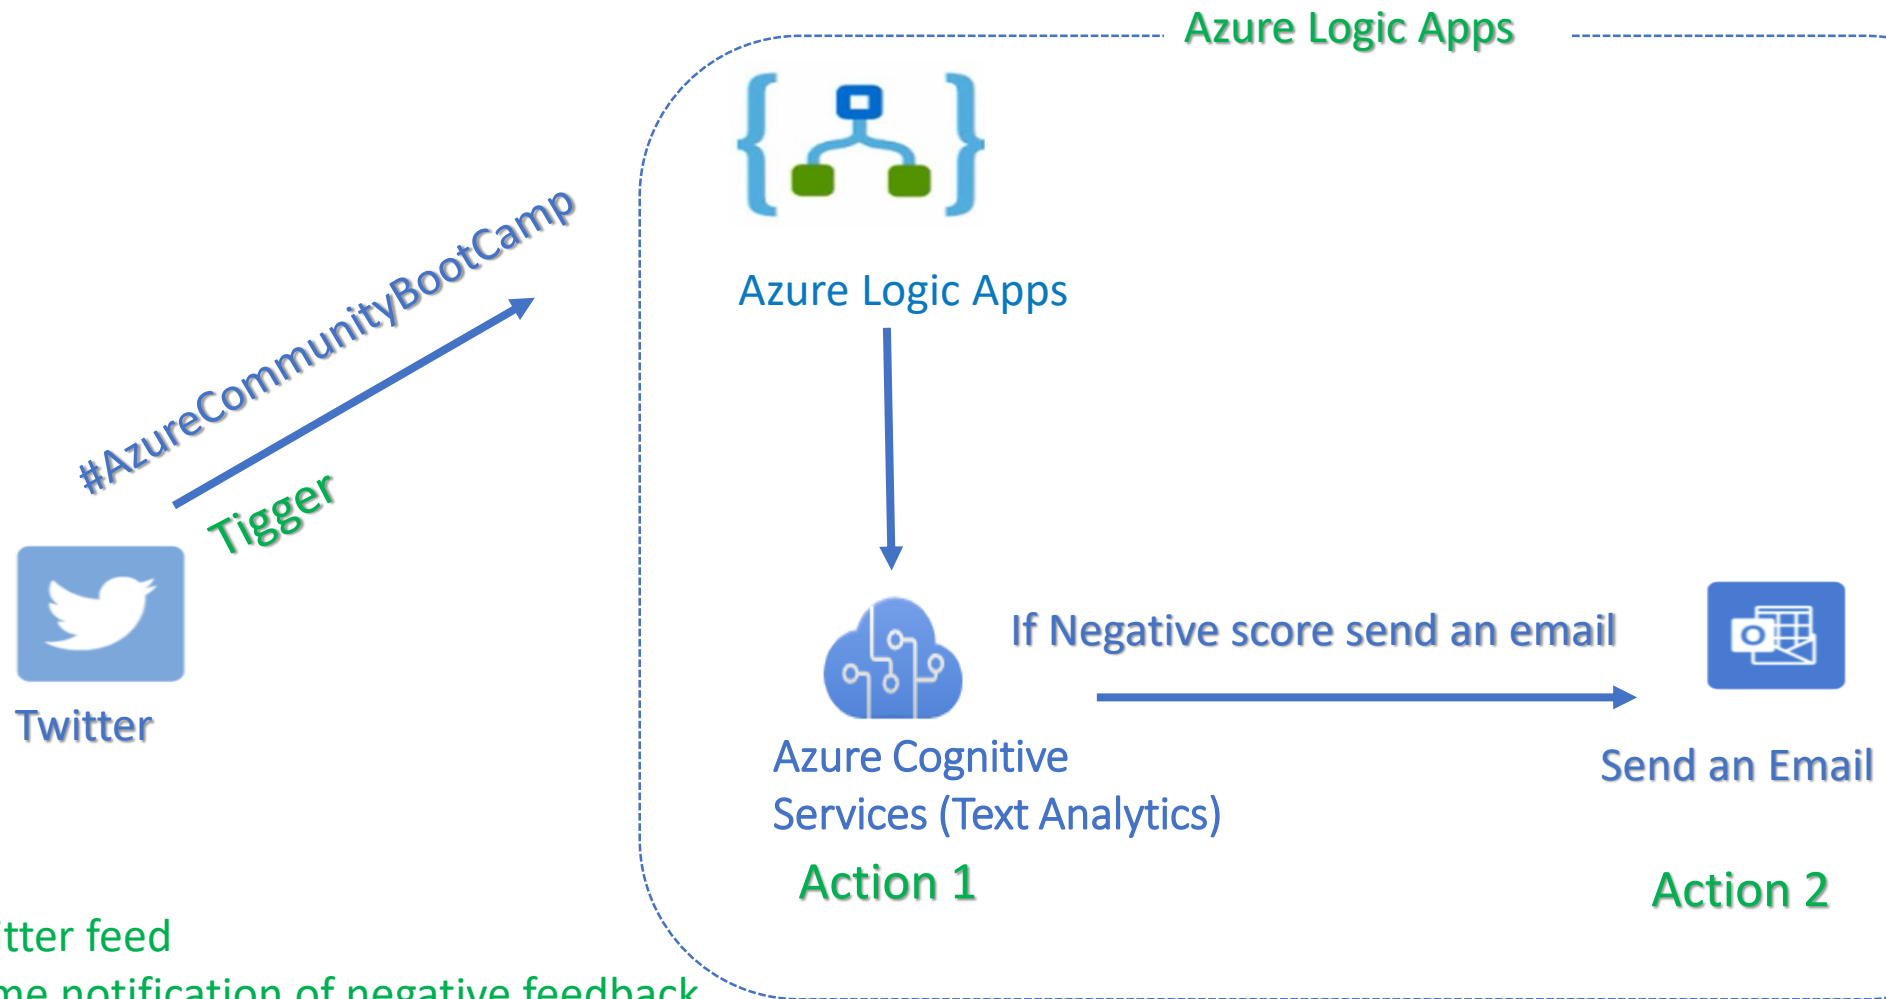 Azure Logic Apps
Azure Logic Apps
#AzureCommunityBootCamp
Tigger
Twitter
If Negative score send an email
Azure Cognitive
Services (Text Analytics)
Send an Email
Action 1
Action 2
itter feed
me notification of negative feedback